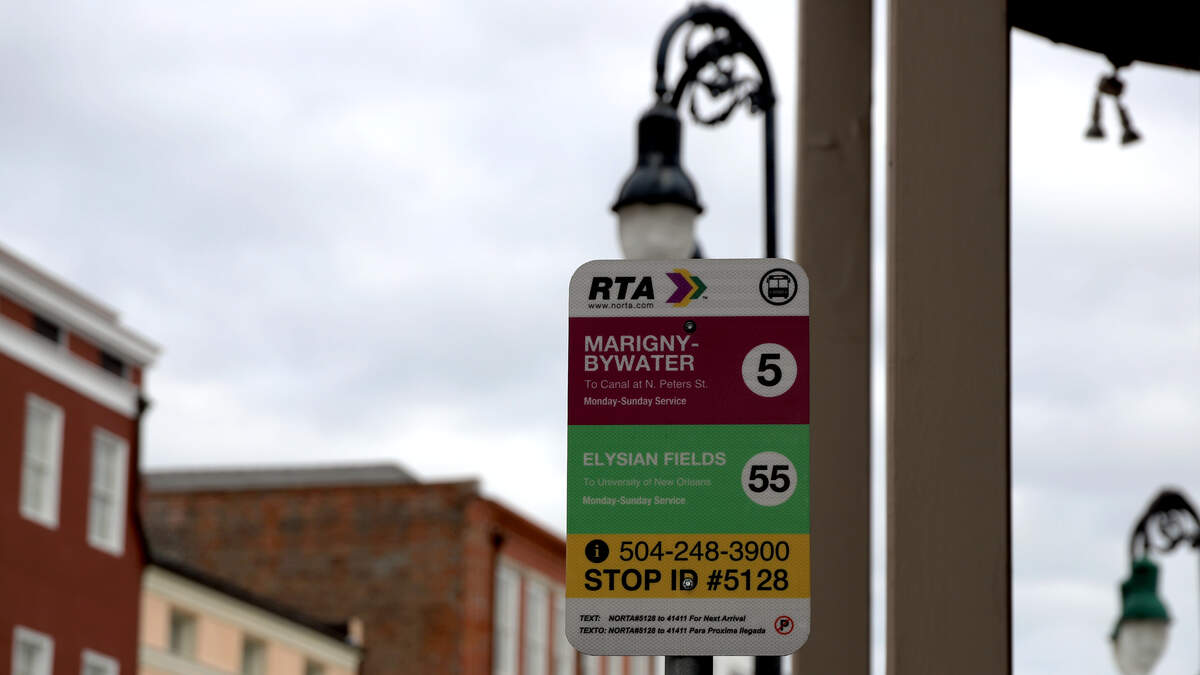 RTA
www.norta.com
MARIGNY-
BYWATER
To Canal at N. Peters St.
Monday-Sunday Service
5
ELYSIAN FIELDS
To University of New Orleans
Monday-Sunday Service
55
i 504-248-3900
STOP ID #5128
TEXT: NORTA#5128 to 41411 For Next Arrival
TEXTO: NORTA#5128 to 41411 Para Proxima llegada
P